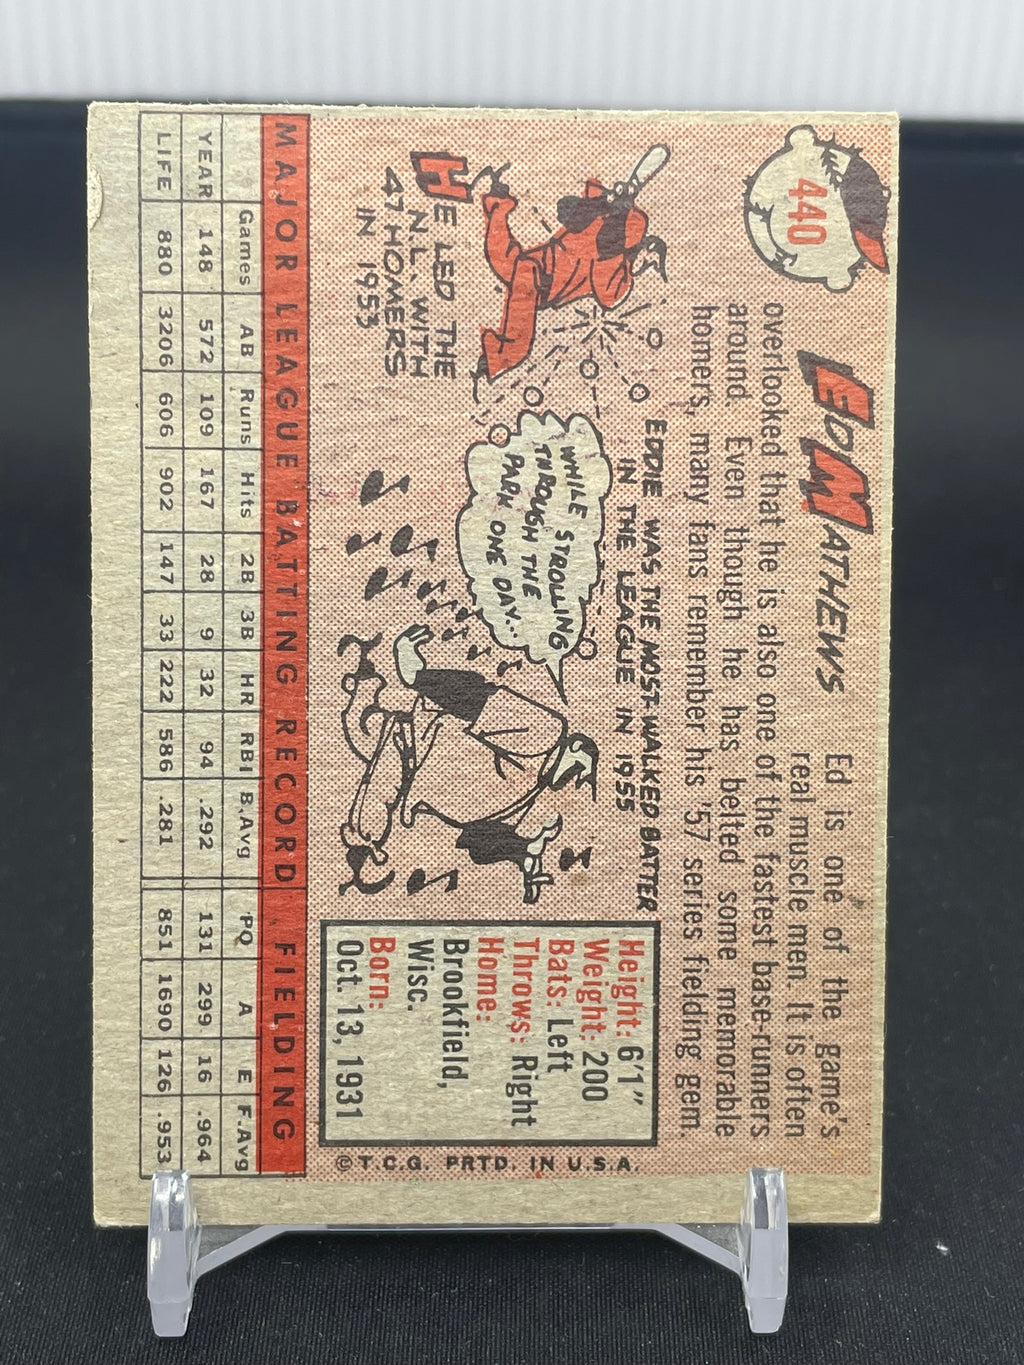 440
ED MATHEWS
Ed is one of the game's
real muscle men. It is often
overlooked that he is also one of the fastest base-runners
around. Even though he has belted some memorable
homers, many fans remember his '57 series fielding gem.
HE LED THE
N.L. WITH
47 HOMERS
IN 1953
EDDIE WAS THE MOST-WALKED BATTER
IN THE LEAGUE IN 1955
WHILE STROLLING
THROUGH THE
PARK ONE DAY...
Height: 6'1"
Weight: 200
Bats: Left
Throws: Right
Home:
Brookfield,
Wisc.
Born:
Oct. 13, 1931
©T.C.G. PRTD. IN U.S.A.
MAJOR LEAGUE BATTING RECORD FIELDING
Games AB Runs Hits 2B 3B HR RBI B.Avg PO A E F.Avg
YEAR 148 572 109 167 28 9 32 94 .292 131 299 16 .964
LIFE 880 3206 606 902 147 33 222 586 .281 851 1690 126 .953